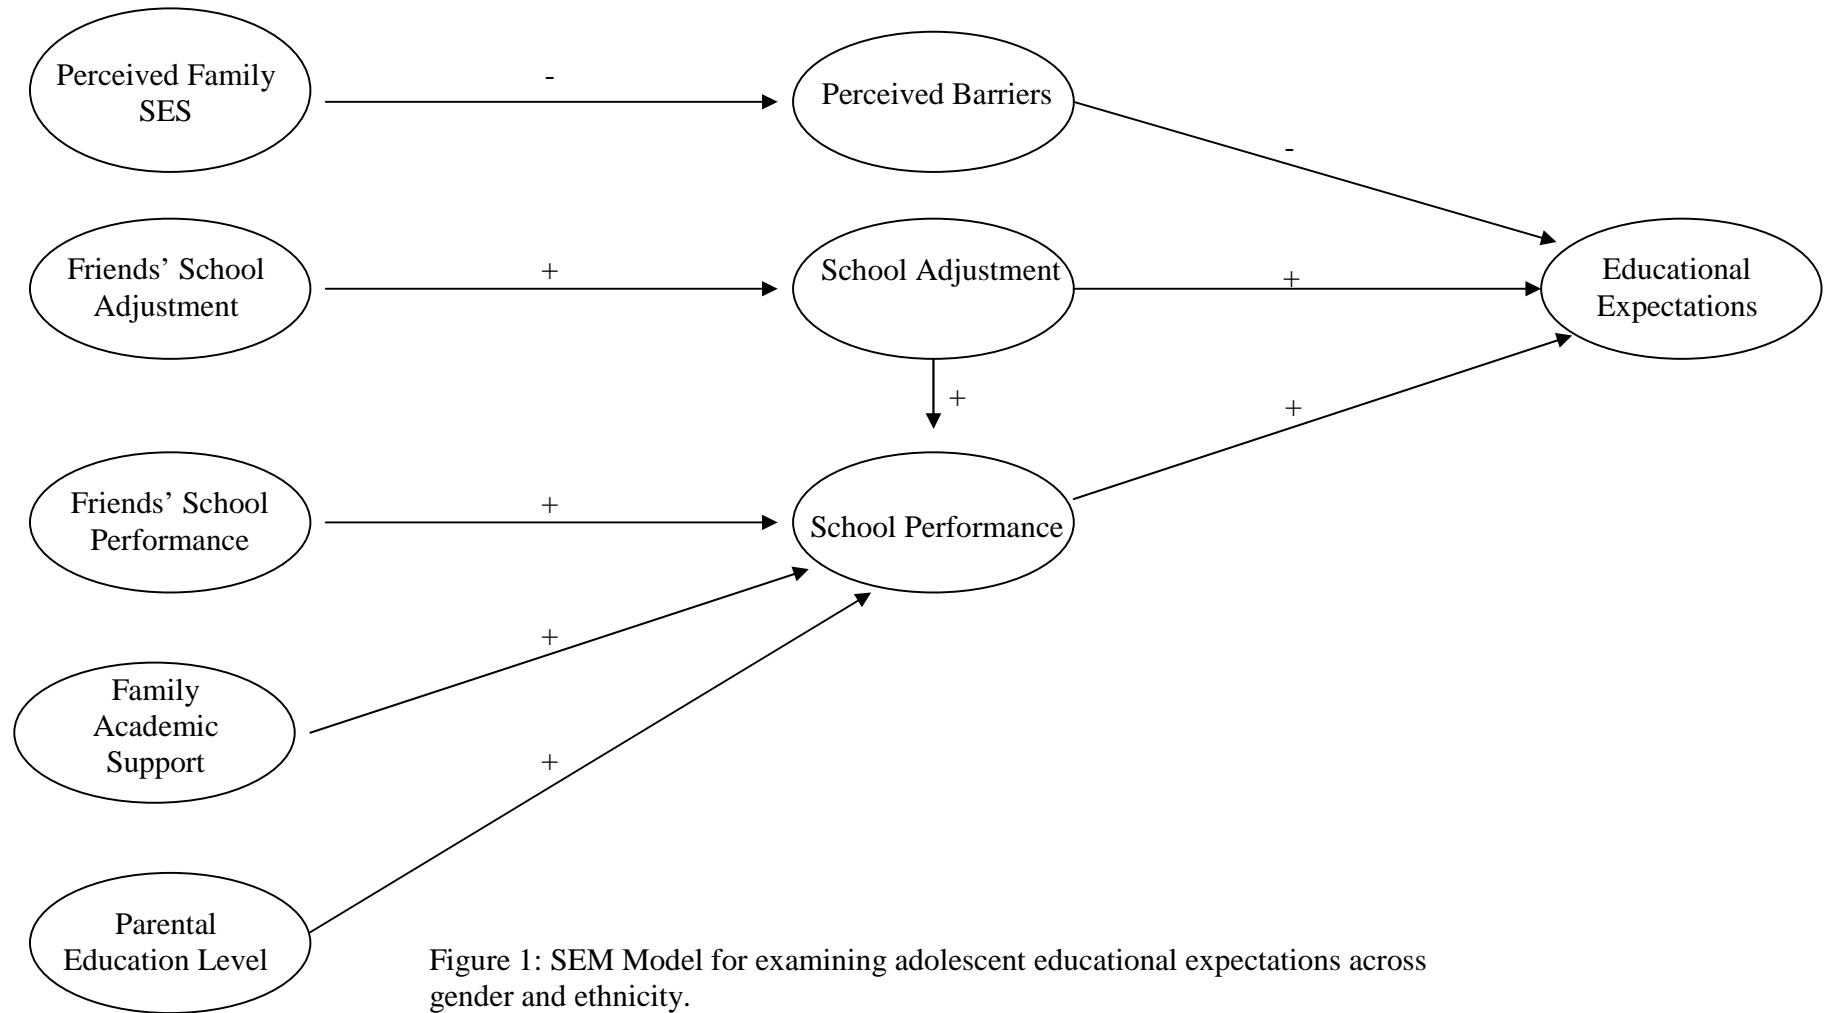 Perceived Family
SES
-
Perceived Barriers
-
Friends’ School
Adjustment
+
School Adjustment
+
Educational
Expectations
+
Friends’ School
Performance
+
School Performance
+
Family
Academic
Support
+
Parental
Education Level
+
Figure 1: SEM Model for examining adolescent educational expectations across
gender and ethnicity.